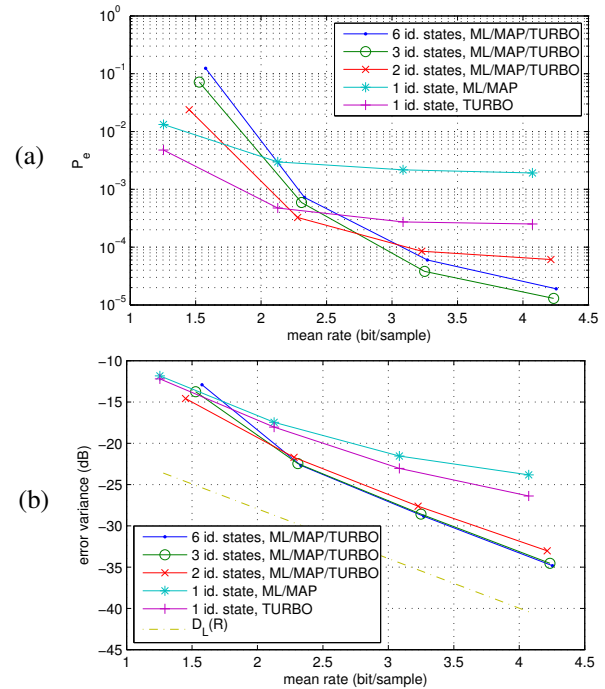 (a)
P_e
10^0
10^-1
10^-2
10^-3
10^-4
10^-5
6 id. states, ML/MAP/TURBO
3 id. states, ML/MAP/TURBO
2 id. states, ML/MAP/TURBO
1 id. state, ML/MAP
1 id. state, TURBO
1 1.5 2 2.5 3 3.5 4 4.5
mean rate (bit/sample)
(b)
error variance (dB)
−10
−15
−20
−25
−30
−35
−40
−45
6 id. states, ML/MAP/TURBO
3 id. states, ML/MAP/TURBO
2 id. states, ML/MAP/TURBO
1 id. state, ML/MAP
1 id. state, TURBO
D_L(R)
1 1.5 2 2.5 3 3.5 4 4.5
mean rate (bit/sample)